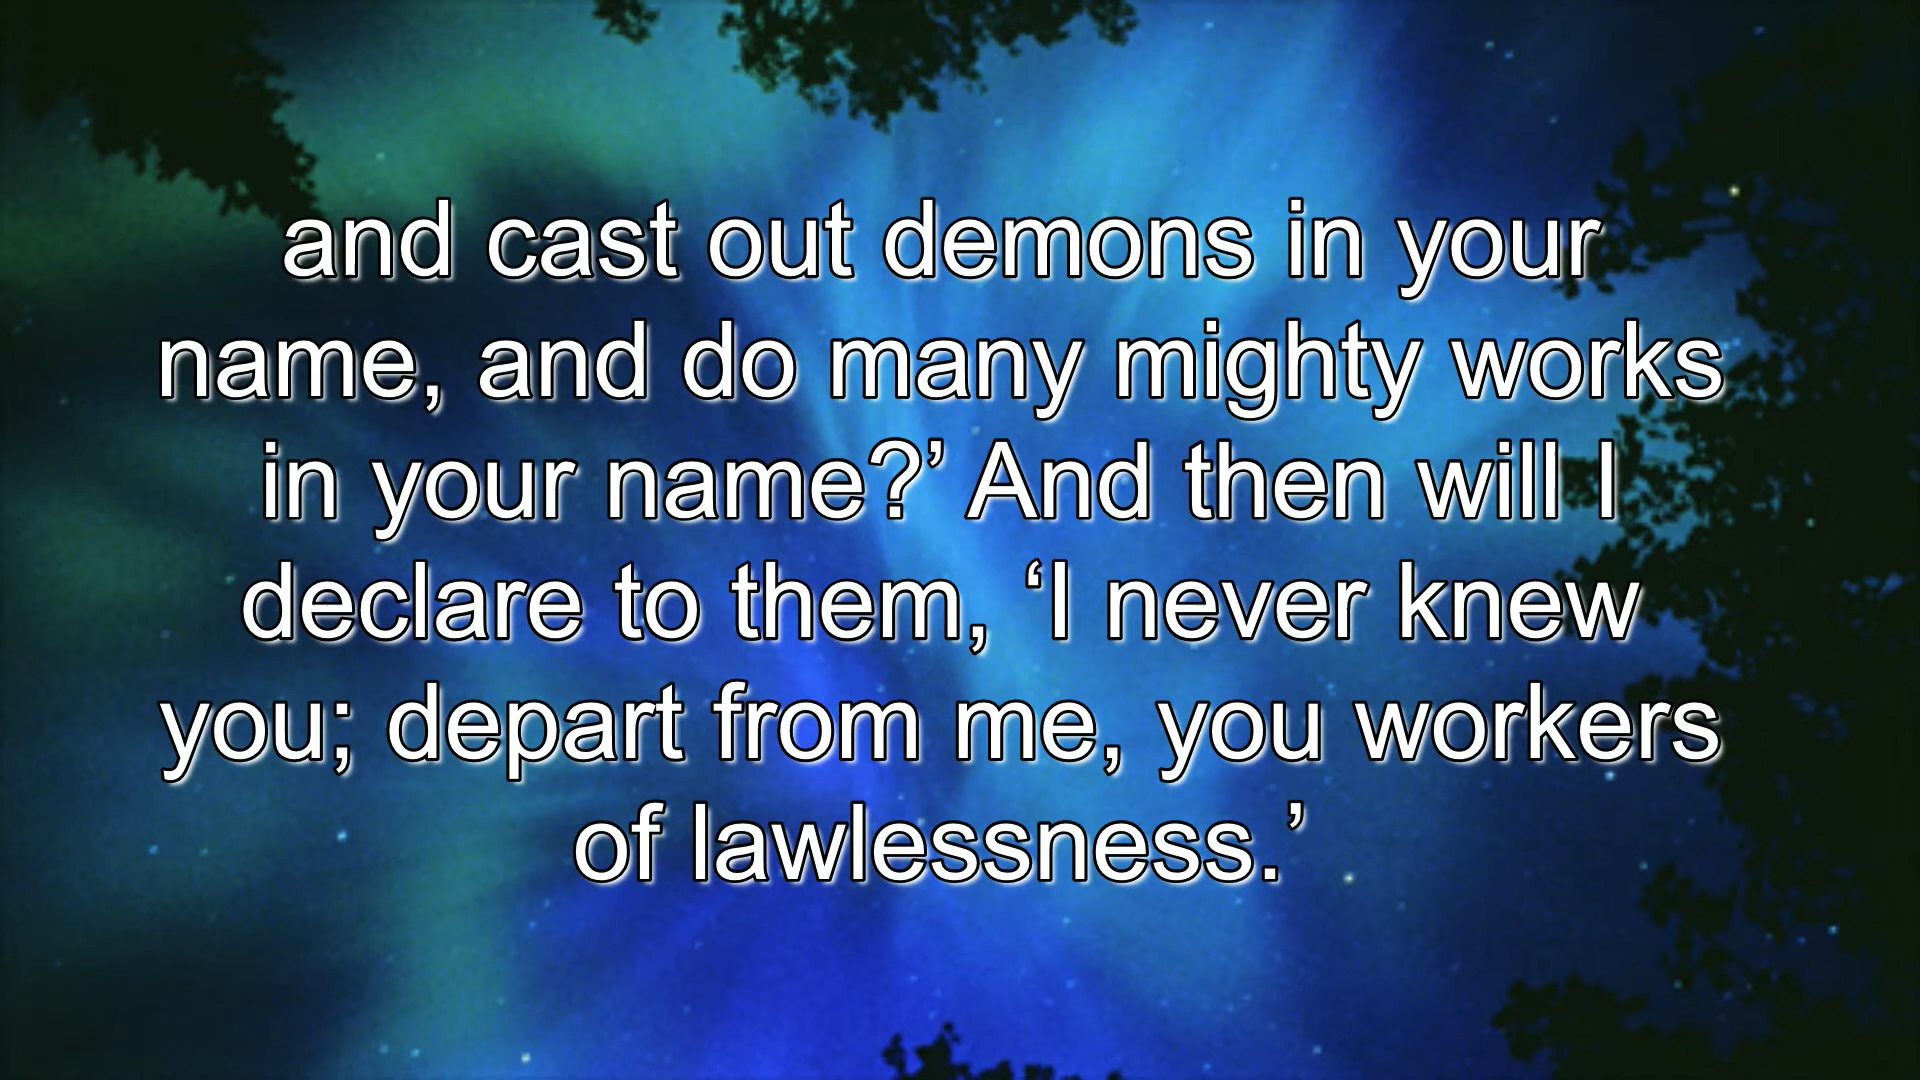 and cast out demons in your
name, and do many mighty works
in your name?’ And then will I
declare to them, ‘I never knew
you; depart from me, you workers
of lawlessness.’